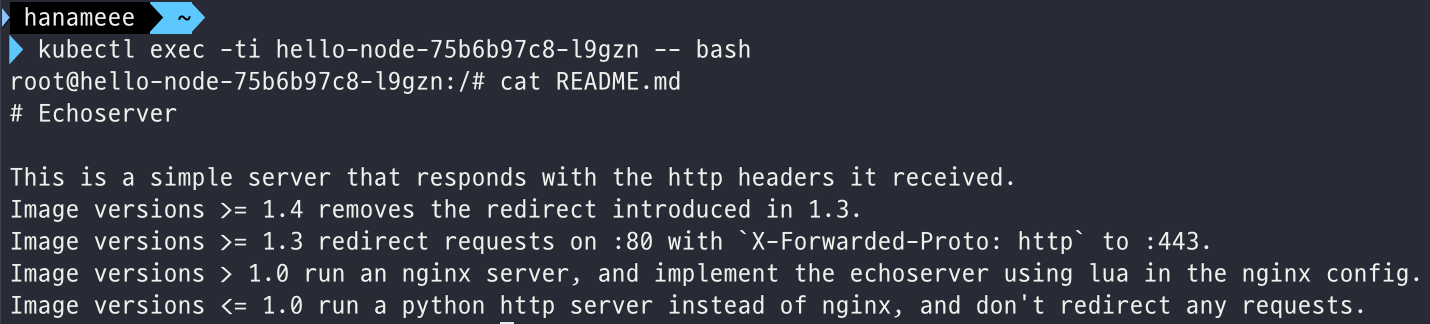 hanameee ~
kubectl exec -ti hello-node-75b6b97c8-l9gzn -- bash
root@hello-node-75b6b97c8-l9gzn:/# cat README.md
# Echoserver

This is a simple server that responds with the http headers it received.
Image versions >= 1.4 removes the redirect introduced in 1.3.
Image versions >= 1.3 redirect requests on :80 with `X-Forwarded-Proto: http` to :443.
Image versions > 1.0 run an nginx server, and implement the echoserver using lua in the nginx config.
Image versions <= 1.0 run a python http server instead of nginx, and don't redirect any requests.